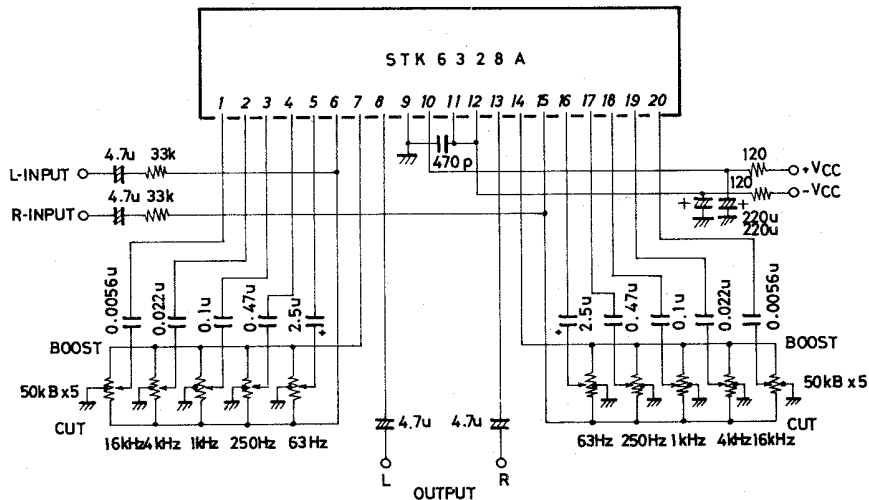 STK6328A
1 2 3 4 5 6 7 8 9 10 11 12 13 14 15 16 17 18 19 20
470p
4.7u 33k
L-INPUT
4.7u 33k
R-INPUT
120
+VCC
120
-VCC
+ +
220u
220u
0.0056u 0.022u 0.1u 0.47u 2.5u
+
+
2.5u 0.47u 0.1u 0.022u 0.0056u
BOOST
BOOST
50kB x5
50kB x5
CUT
CUT
16kHz 4kHz 1kHz 250Hz 63Hz
4.7u 4.7u
63Hz 250Hz 1kHz 4kHz 16kHz
L R
OUTPUT